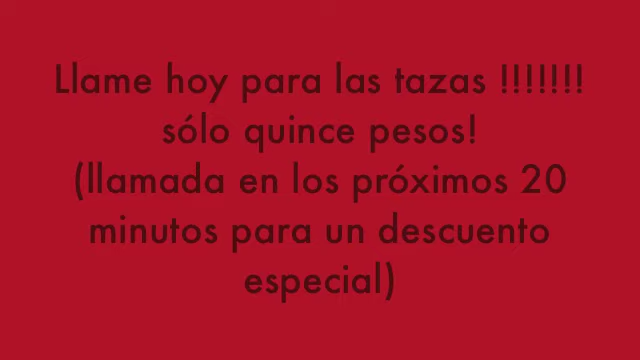 Llame hoy para las tazas !!!!!!!
sólo quince pesos!
(llamada en los próximos 20
minutos para un descuento
especial)